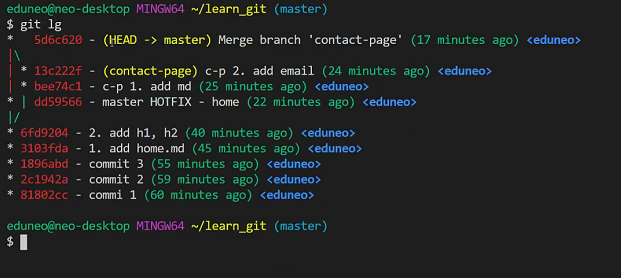 eduneo@neo-desktop MINGW64 ~/learn_git (master)
$ git lg
*   5d6c620 - (HEAD -> master) Merge branch 'contact-page' (17 minutes ago) <eduneo>
|\
| * 13c222f - (contact-page) c-p 2. add email (24 minutes ago) <eduneo>
| * bee74c1 - c-p 1. add md (25 minutes ago) <eduneo>
* | dd59566 - master HOTFIX - home (22 minutes ago) <eduneo>
|/
* 6fd9204 - 2. add h1, h2 (40 minutes ago) <eduneo>
* 3103fda - 1. add home.md (45 minutes ago) <eduneo>
* 1896abd - commit 3 (55 minutes ago) <eduneo>
* 2c1942a - commit 2 (59 minutes ago) <eduneo>
* 81802cc - commi 1 (60 minutes ago) <eduneo>
eduneo@neo-desktop MINGW64 ~/learn_git (master)
$